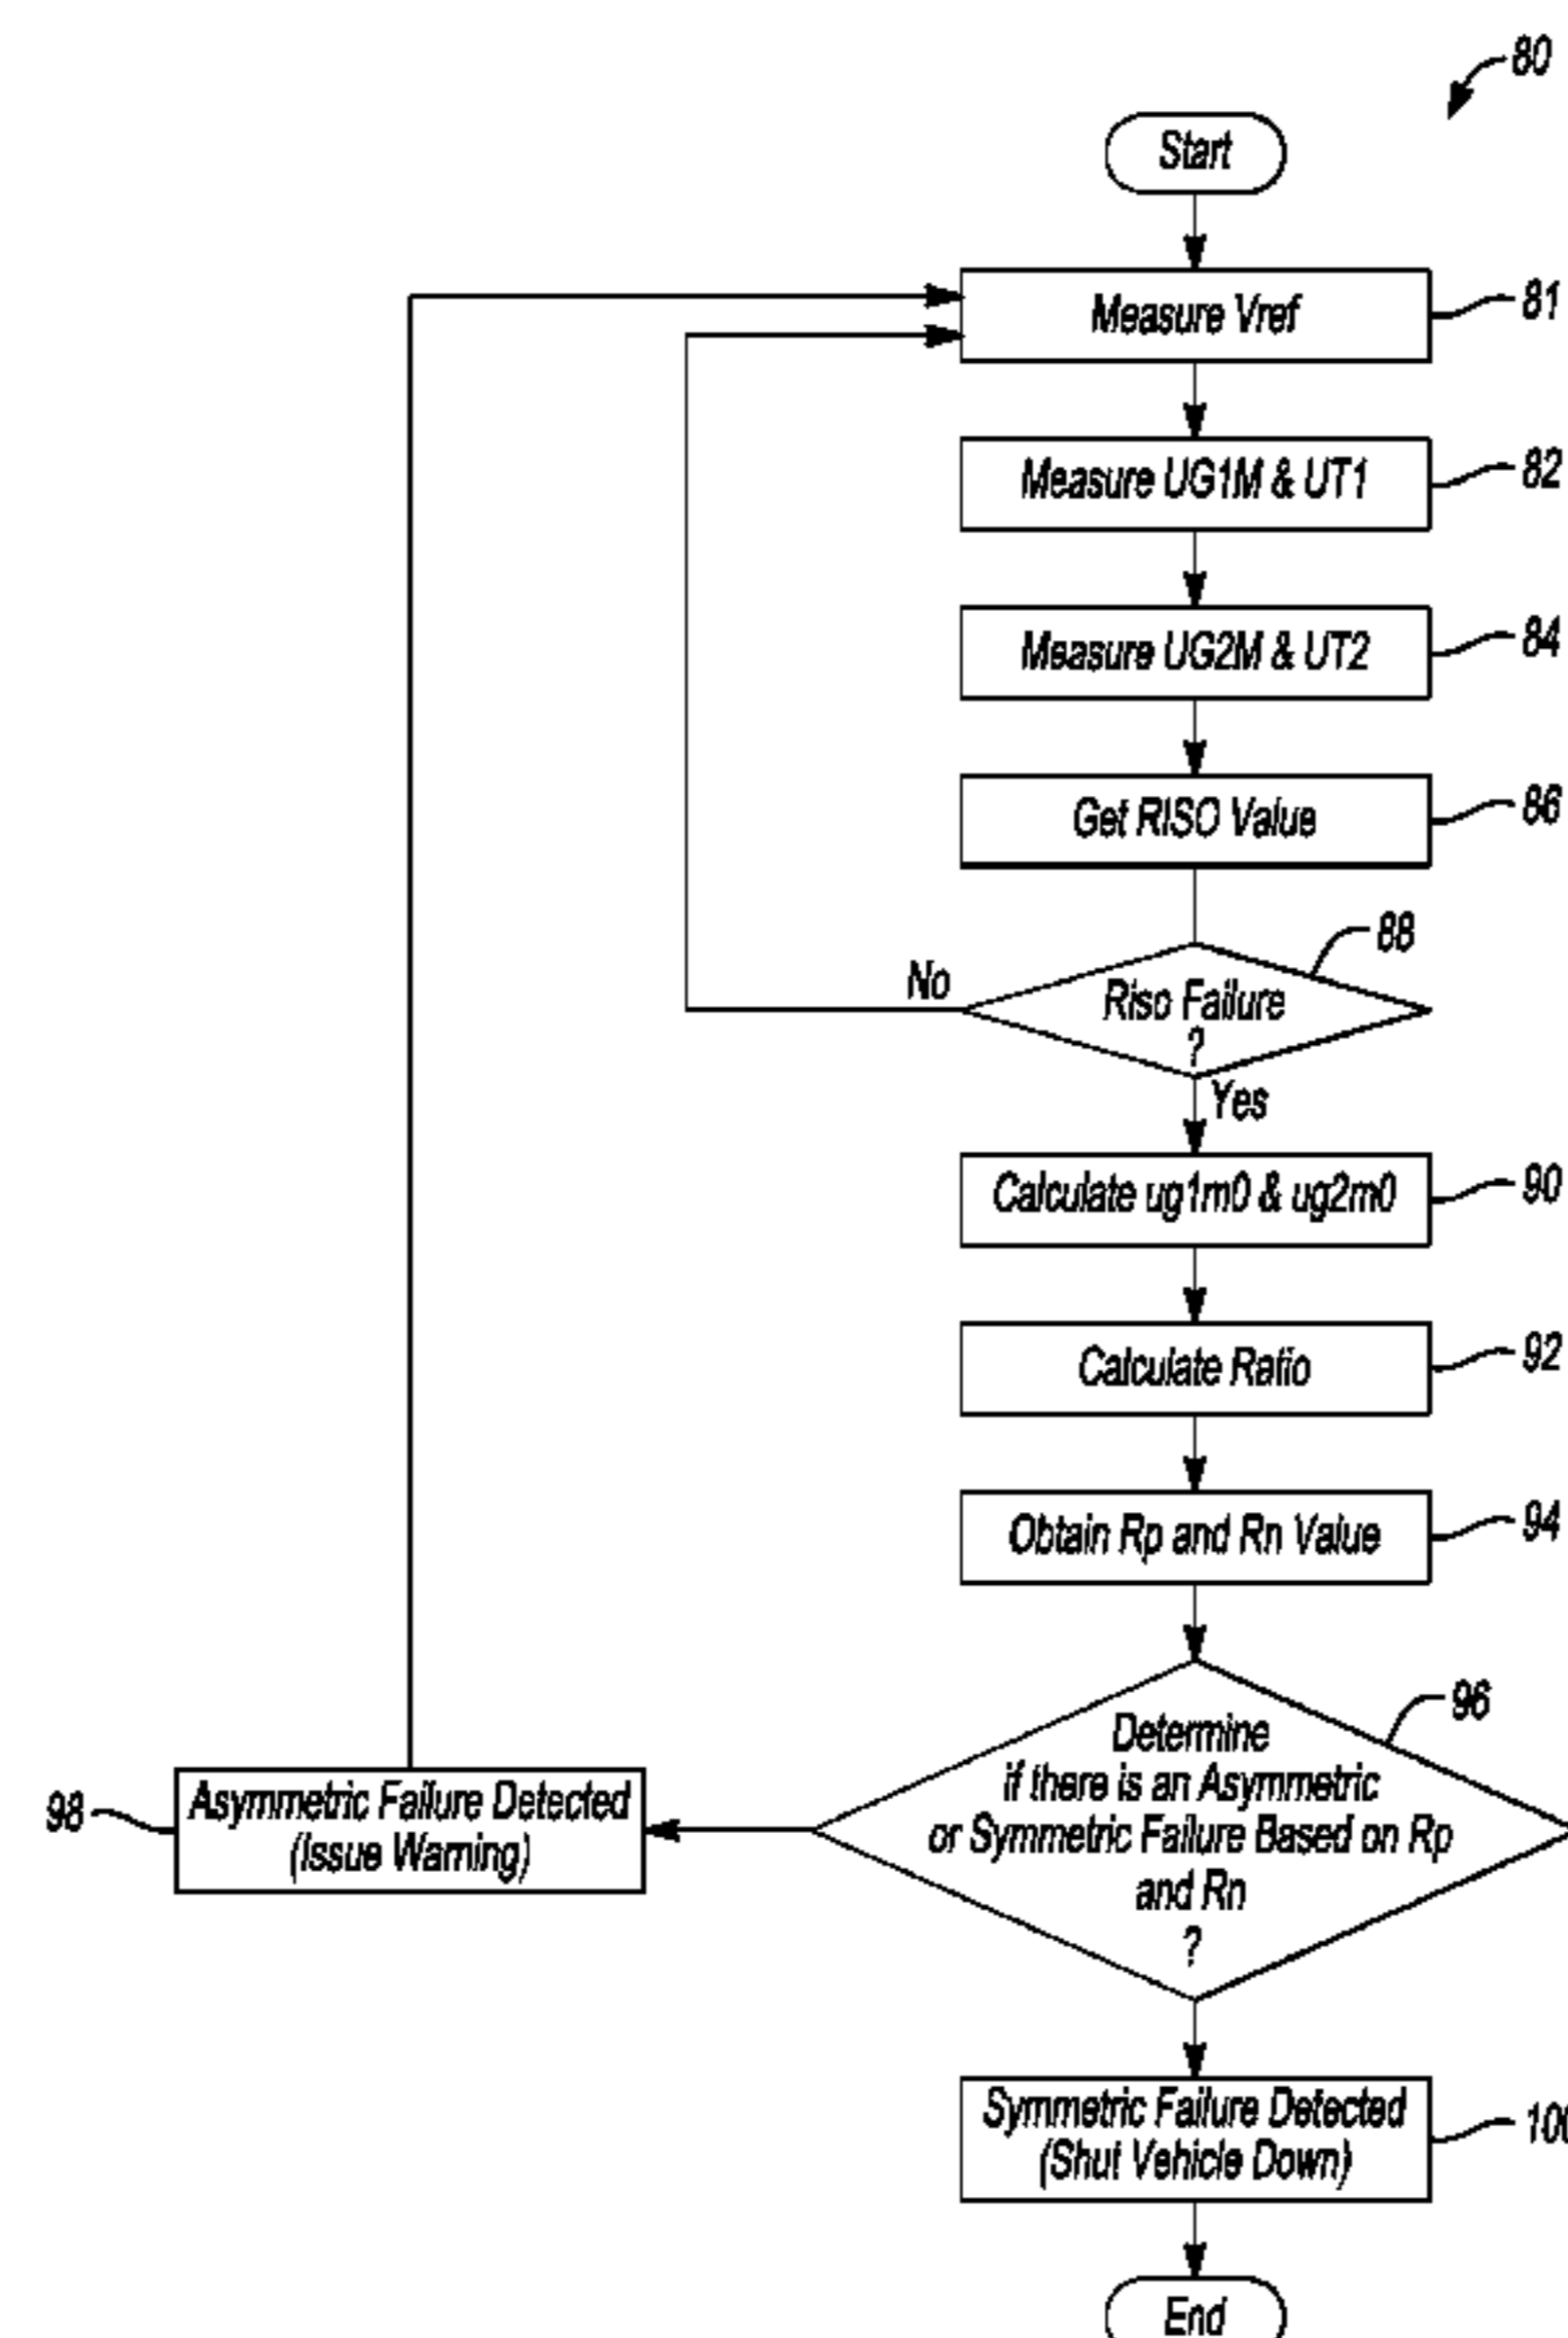 80
Start
Measure Vref
81
Measure UG1M & UT1
82
Measure UG2M & UT2
84
Get RISO Value
86
88
No
Riso Failure
?
Yes
Calculate ug1m0 & ug2m0
90
Calculate Ratio
92
Obtain Rp and Rn Value
94
96
Determine
if there is an Asymmetric
or Symmetric Failure Based on Rp
and Rn
?
98
Asymmetric Failure Detected
(Issue Warning)
Symmetric Failure Detected
(Shut Vehicle Down)
100
End